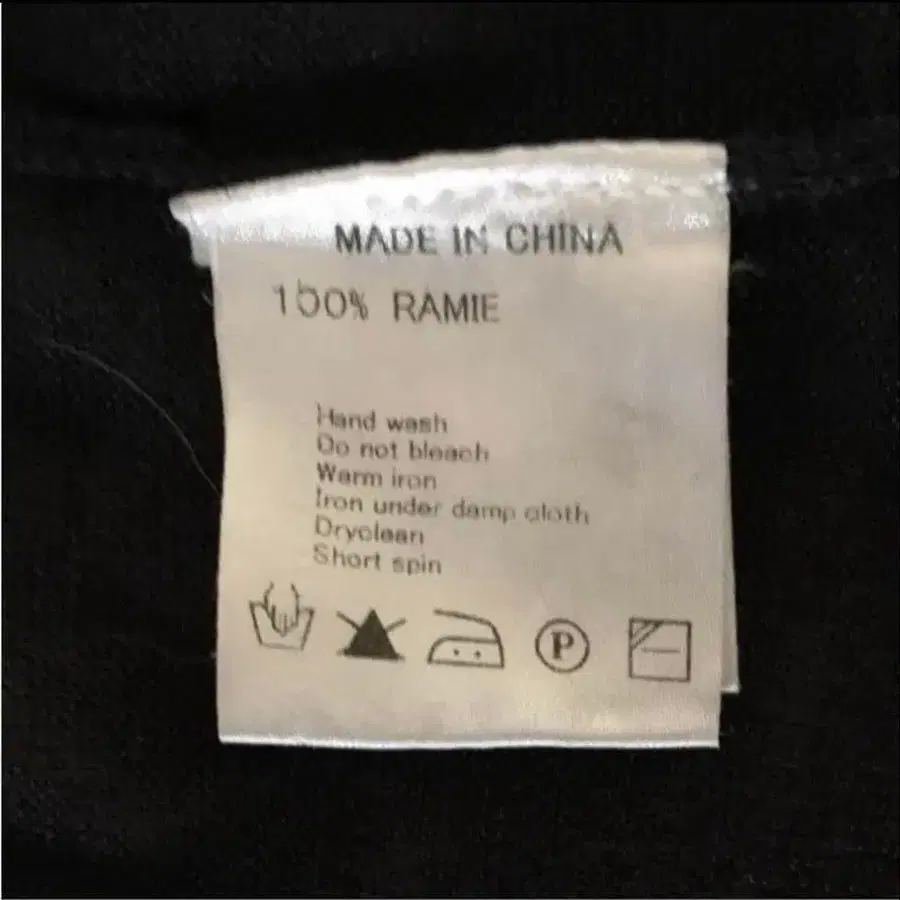 MADE IN CHINA
100% RAMIE
Hand wash
Do not bleach
Warm iron
Iron under damp cloth
Dryclean
Short spin
P